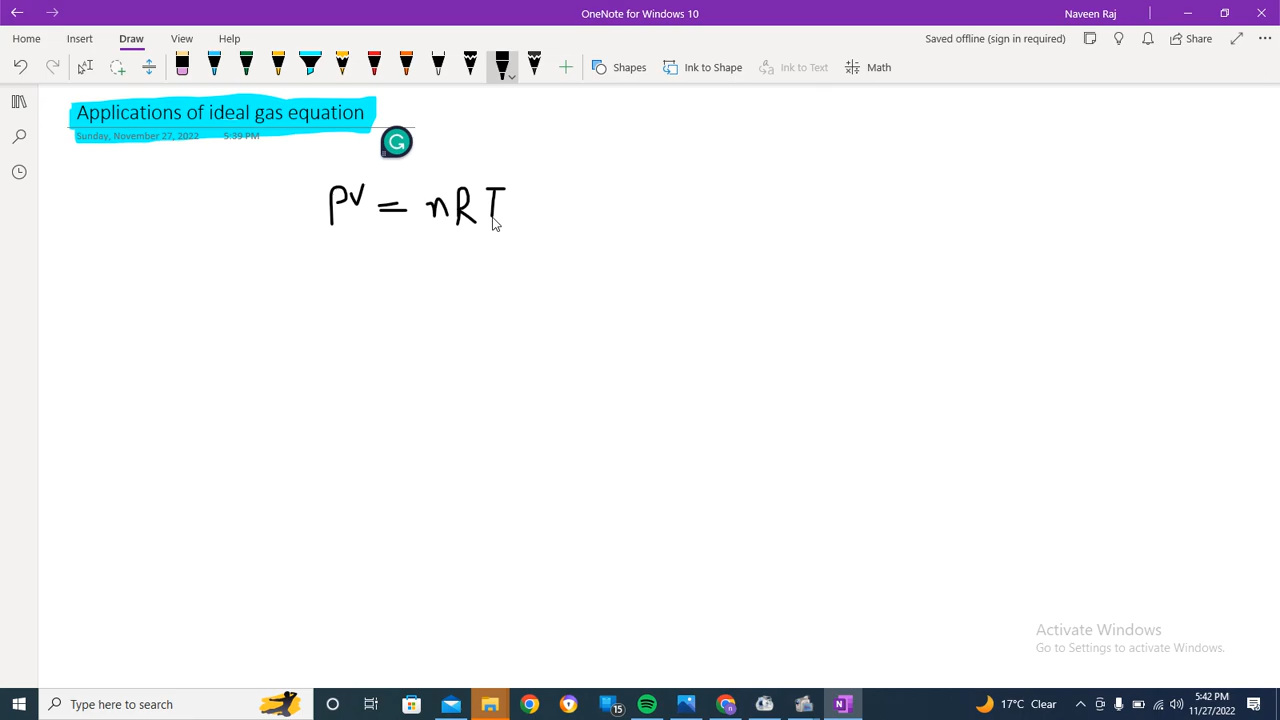 OneNote for Windows 10
Naveen Raj
Home Insert Draw View Help
Saved offline (sign in required) Share
Shapes Ink to Shape Ink to Text Math
Applications of ideal gas equation
Sunday, November 27, 2022 5:39 PM
PV = nRT
Activate Windows
Go to Settings to activate Windows.
Type here to search
15
17°C Clear
5:42 PM
11/27/2022